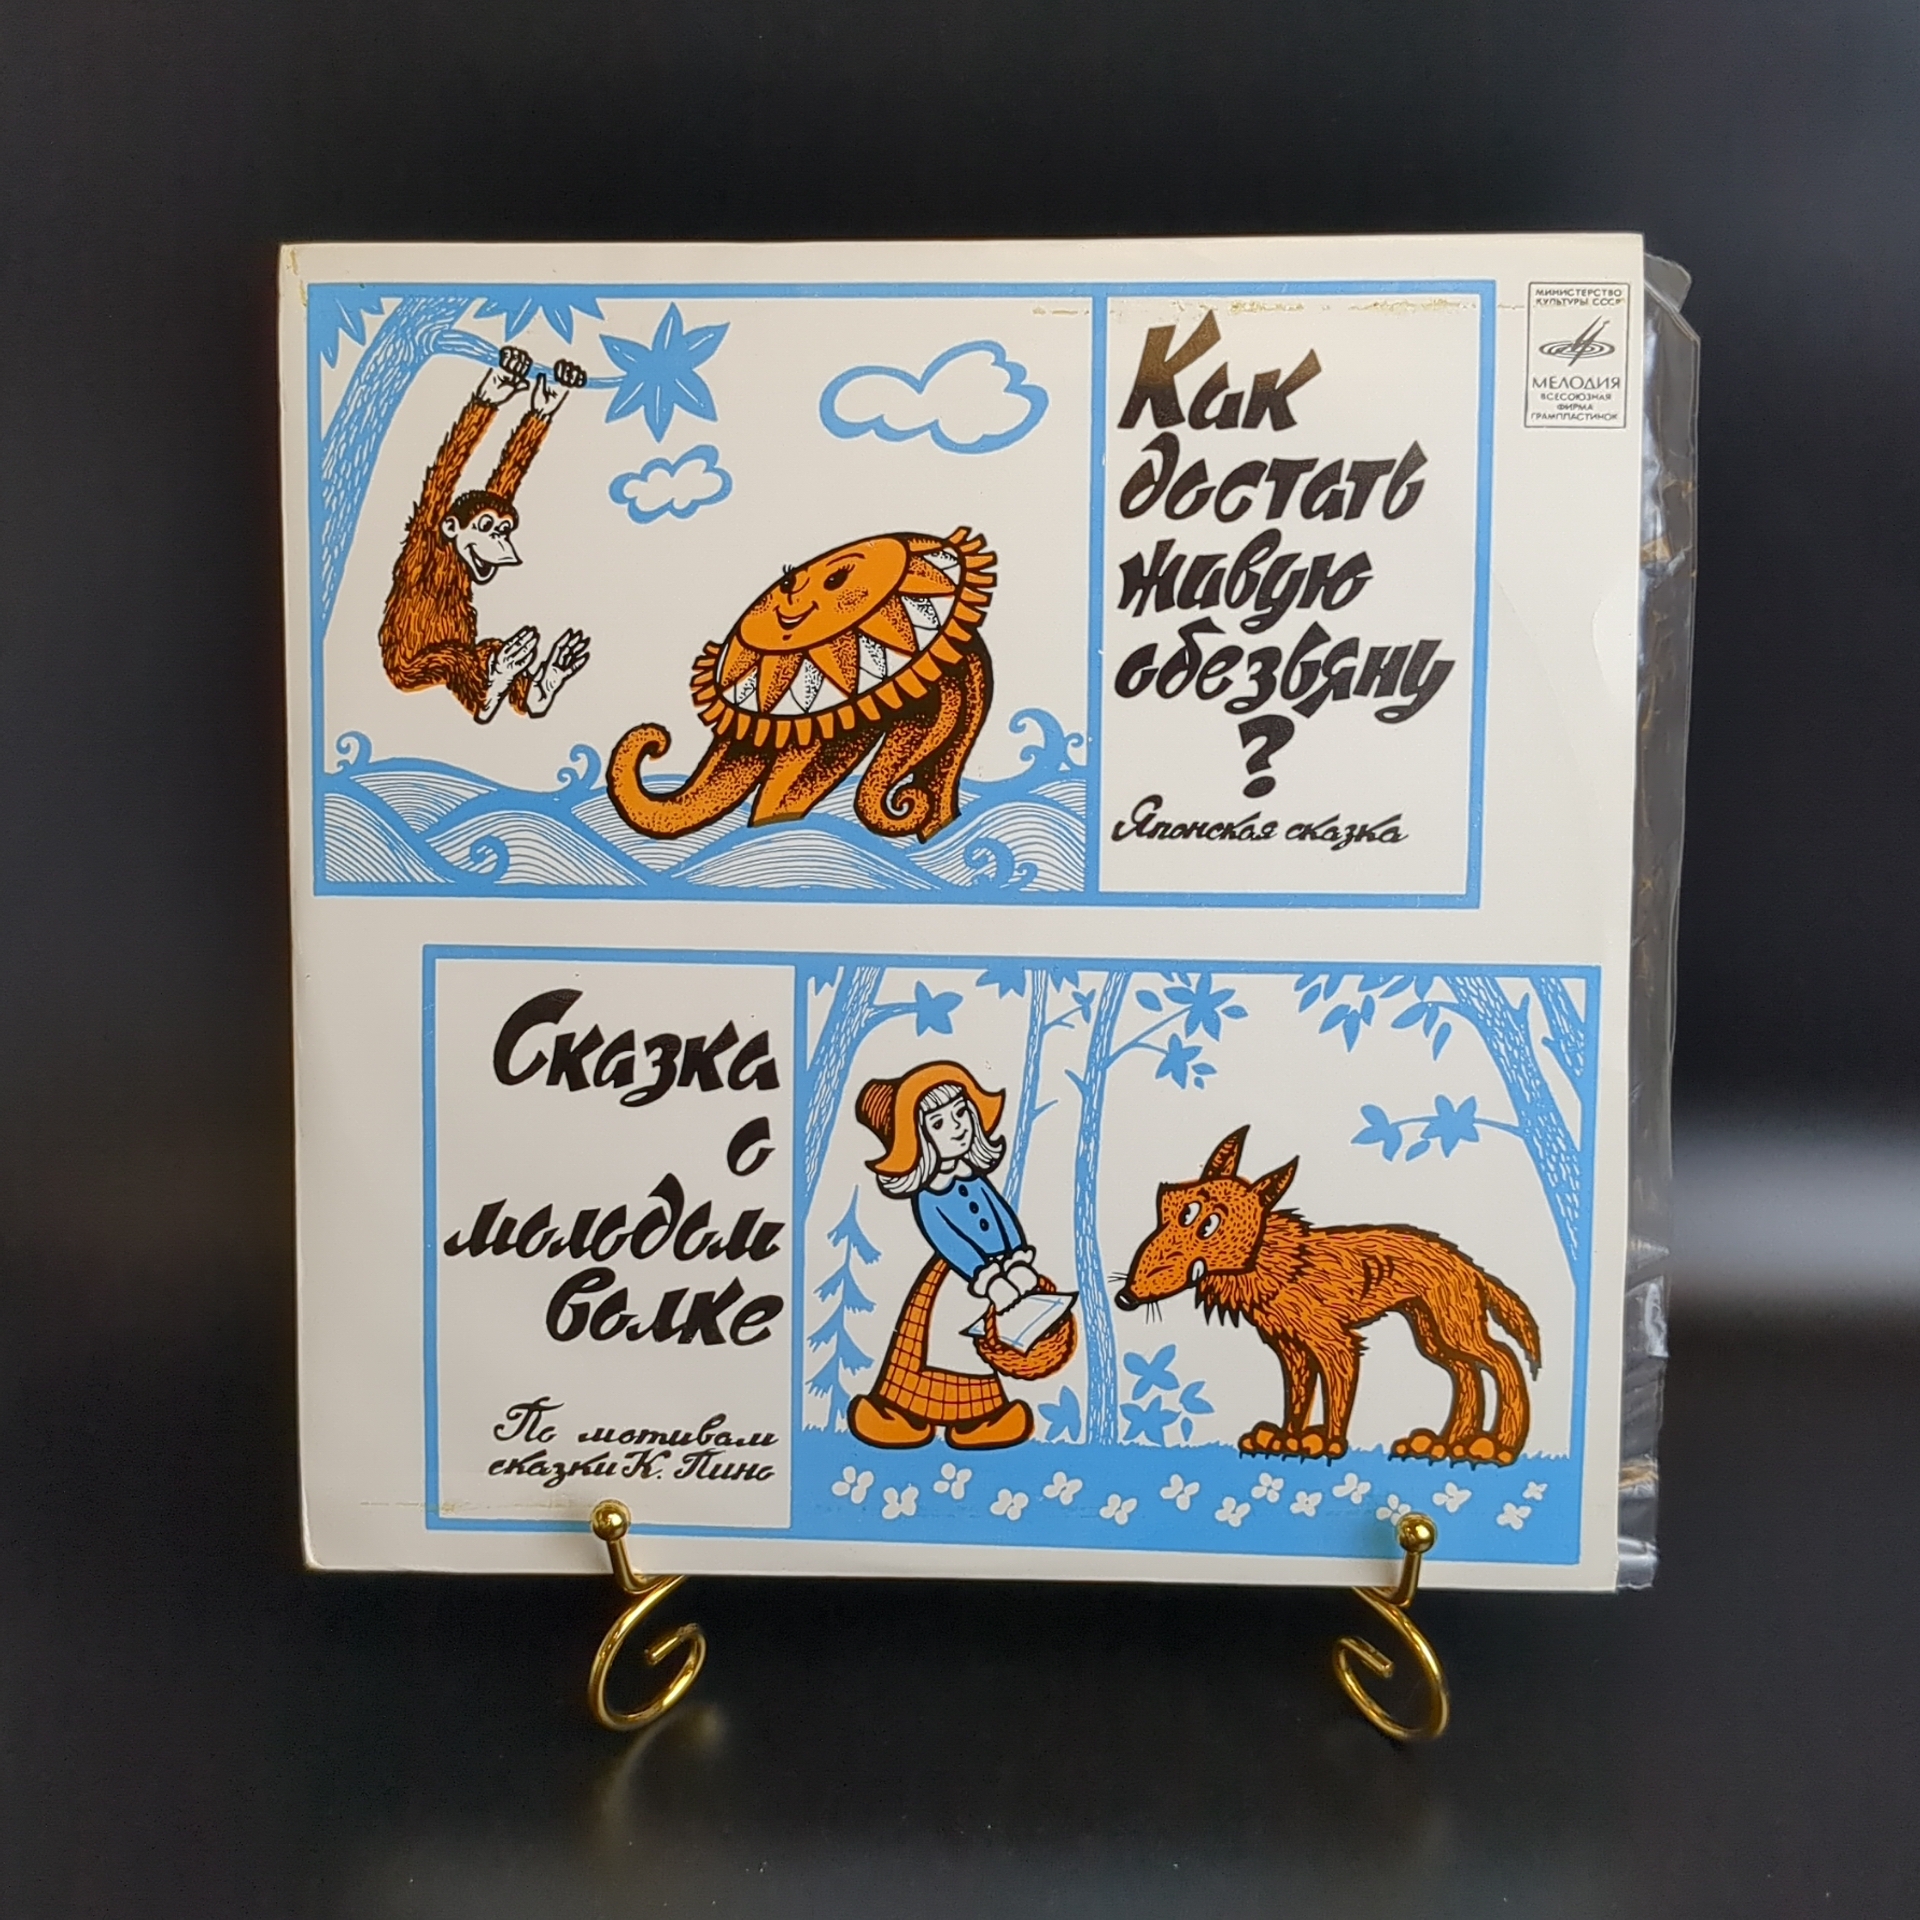 Как
достать
живую
обезьяну
?
Японская сказка
МИНИСТЕРСТВО
КУЛЬТУРЫ СССР
МЕЛОДИЯ
ВСЕСОЮЗНАЯ
ФИРМА
ГРАМПЛАСТИНОК
Сказка
о
молодом
волке
По мотивам
сказки К. Пино